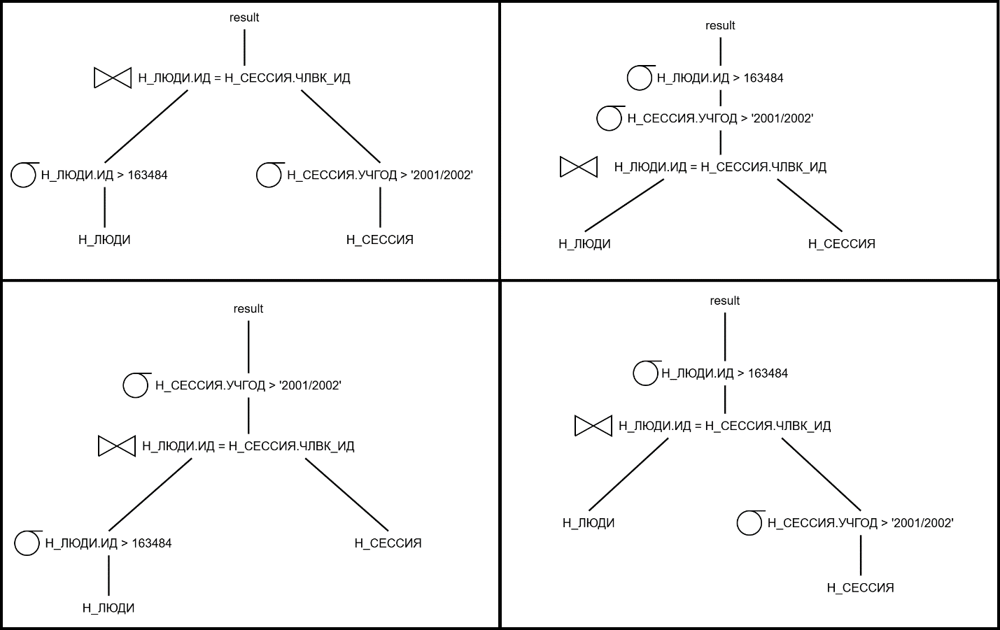 result
Н_ЛЮДИ.ИД = Н_СЕССИЯ.ЧЛВК_ИД
Н_ЛЮДИ.ИД > 163484
Н_СЕССИЯ.УЧГОД > '2001/2002'
Н_ЛЮДИ
Н_СЕССИЯ
result
Н_ЛЮДИ.ИД > 163484
Н_СЕССИЯ.УЧГОД > '2001/2002'
Н_ЛЮДИ.ИД = Н_СЕССИЯ.ЧЛВК_ИД
Н_ЛЮДИ
Н_СЕССИЯ
result
Н_СЕССИЯ.УЧГОД > '2001/2002'
Н_ЛЮДИ.ИД = Н_СЕССИЯ.ЧЛВК_ИД
Н_ЛЮДИ.ИД > 163484
Н_СЕССИЯ
Н_ЛЮДИ
result
Н_ЛЮДИ.ИД > 163484
Н_ЛЮДИ.ИД = Н_СЕССИЯ.ЧЛВК_ИД
Н_ЛЮДИ
Н_СЕССИЯ.УЧГОД > '2001/2002'
Н_СЕССИЯ